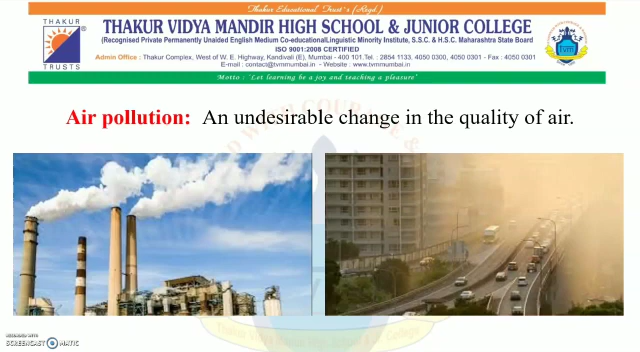 Thakur Educational Trust's (Regd.)
THAKUR
TRUSTS
THAKUR VIDYA MANDIR HIGH SCHOOL & JUNIOR COLLEGE
(Recognised Private Permanently Unaided English Medium Co-educationalLinguistic Minority Institute, S.S.C. & H.S.C. Maharashtra State Board
ISO 9001:2008 CERTIFIED
Admin Office : Thakur Complex, West of W. E. Highway, Kandivali (E), Mumbai - 400 101.Tel. : 2854 1133, 4050 0300, 4050 0301 - Fax : 4050 0301
E-mail : contact@tvmmumbai.in - Website : www.tvmmumbai.in
tvm
Motto : "Let learning be a joy and teaching a pleasure"
Air pollution: An undesirable change in the quality of air.
RECORDED WITH
SCREENCAST MATIC